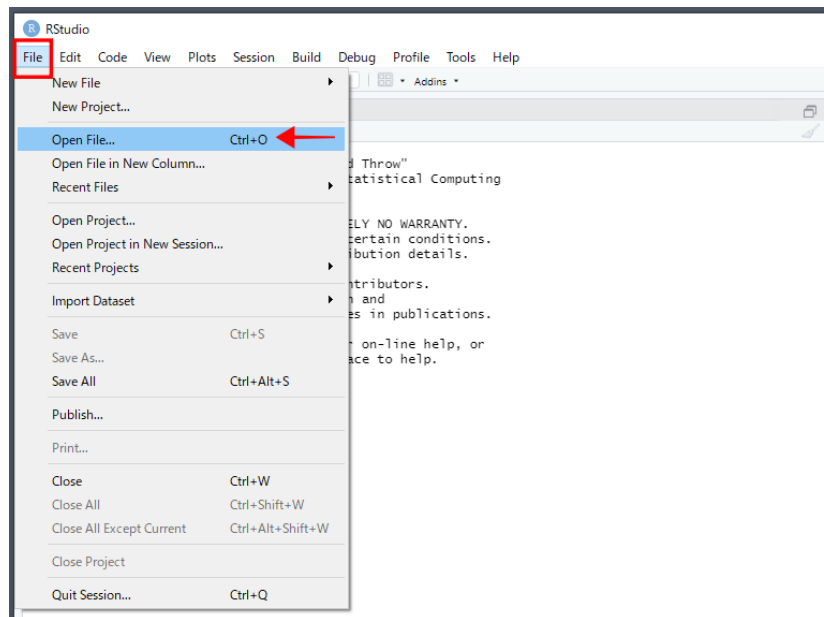 RStudio
File Edit Code View Plots Session Build Debug Profile Tools Help
Addins
New File
New Project...
Open File... Ctrl+O
Open File in New Column...
Recent Files
Open Project...
Open Project in New Session...
Recent Projects
Import Dataset
Save Ctrl+S
Save As...
Save All Ctrl+Alt+S
Publish...
Print...
Close Ctrl+W
Close All Ctrl+Shift+W
Close All Except Current Ctrl+Alt+Shift+W
Close Project
Quit Session... Ctrl+Q
Throw"
tatistical Computing
ELY NO WARRANTY.
certain conditions.
ibution details.
ntributors.
and
es in publications.
on-line help, or
ace to help.